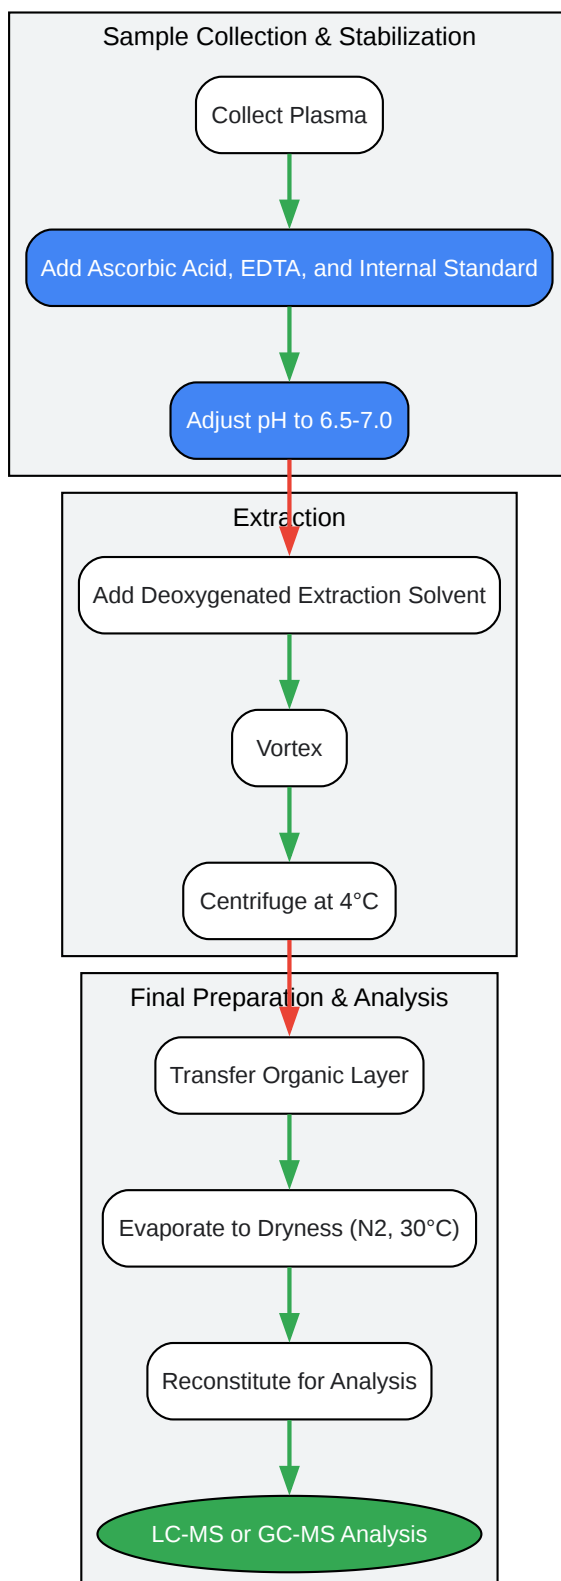 Sample Collection & Stabilization
Collect Plasma
Add Ascorbic Acid, EDTA, and Internal Standard
Adjust pH to 6.5-7.0
Extraction
Add Deoxygenated Extraction Solvent
Vortex
Centrifuge at 4°C
Final Preparation & Analysis
Transfer Organic Layer
Evaporate to Dryness (N2, 30°C)
Reconstitute for Analysis
LC-MS or GC-MS Analysis